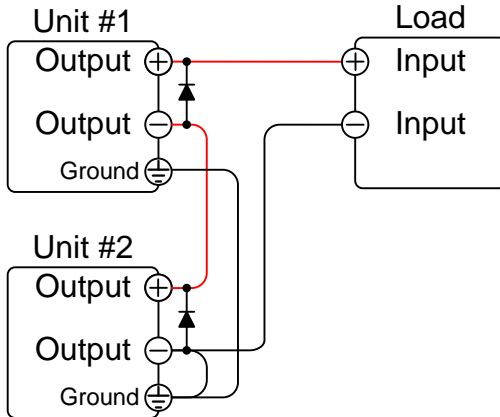 Unit #1
Load
Output +
+ Input
Output −
− Input
Ground
Unit #2
Output +
Output −
Ground